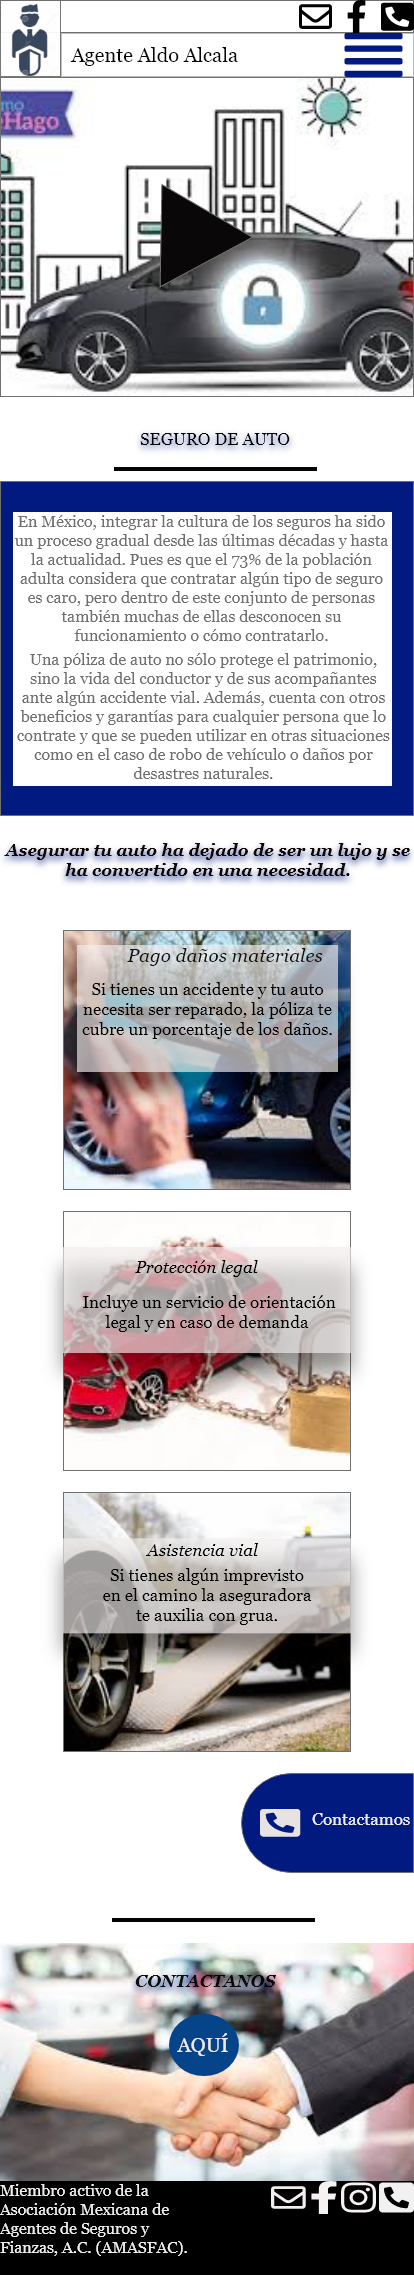 Agente Aldo Alcala
mo
Hago
SEGURO DE AUTO
En México, integrar la cultura de los seguros ha sido
un proceso gradual desde las últimas décadas y hasta
la actualidad. Pues es que el 73% de la población
adulta considera que contratar algún tipo de seguro
es caro, pero dentro de este conjunto de personas
también muchas de ellas desconocen su
funcionamiento o cómo contratarlo.
Una póliza de auto no sólo protege el patrimonio,
sino la vida del conductor y de sus acompañantes
ante algún accidente vial. Además, cuenta con otros
beneficios y garantías para cualquier persona que lo
contrate y que se pueden utilizar en otras situaciones
como en el caso de robo de vehículo o daños por
desastres naturales.
Asegurar tu auto ha dejado de ser un lujo y se
ha convertido en una necesidad.
Pago daños materiales
Si tienes un accidente y tu auto
necesita ser reparado, la póliza te
cubre un porcentaje de los daños.
Protección legal
Incluye un servicio de orientación
legal y en caso de demanda
Asistencia vial
Si tienes algún imprevisto
en el camino la aseguradora
te auxilia con grua.
Contactamos
CONTACTANOS
AQUÍ
Miembro activo de la
Asociación Mexicana de
Agentes de Seguros y
Fianzas, A.C. (AMASFAC).